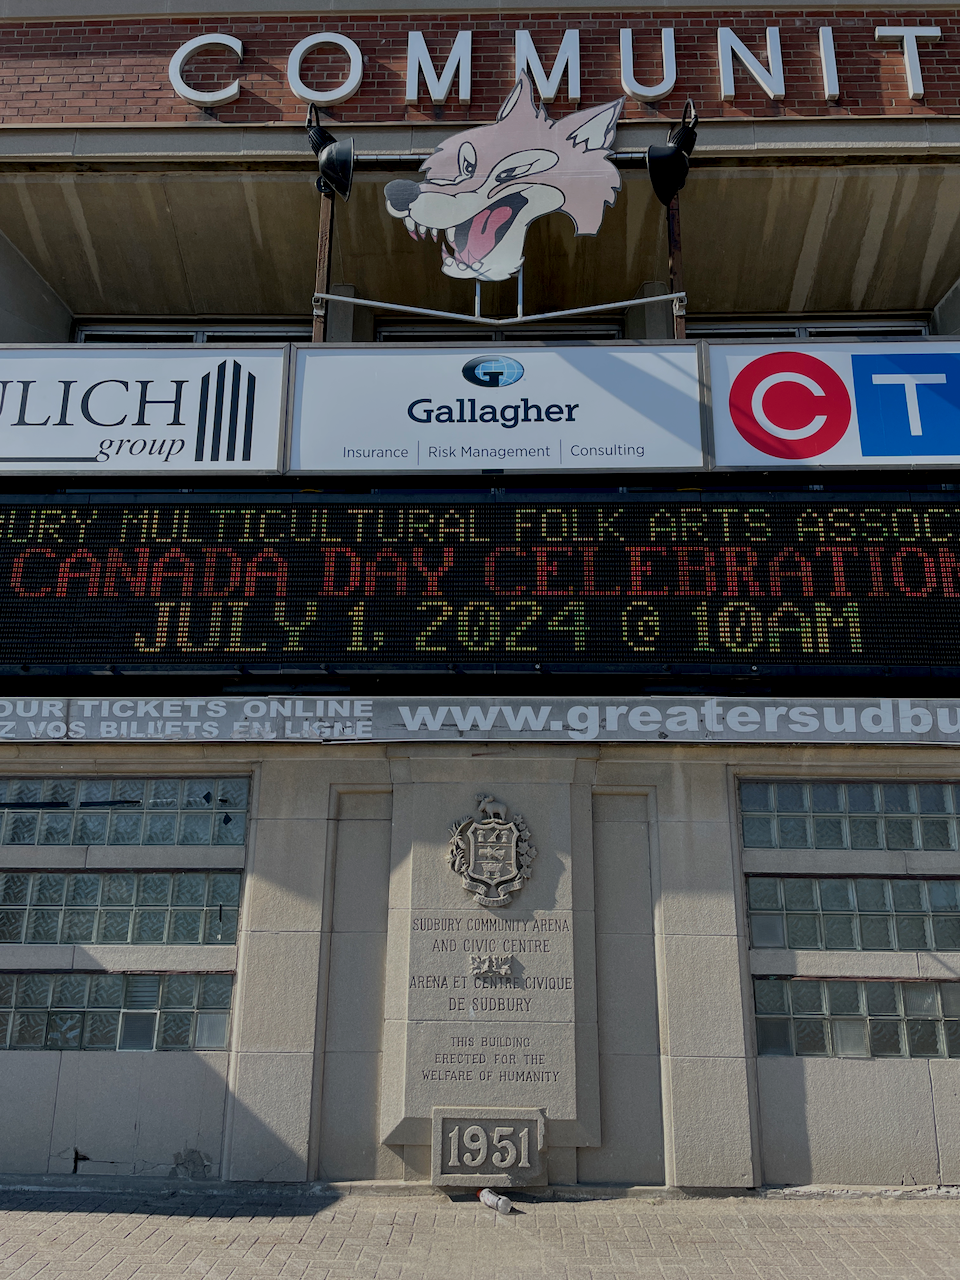 COMMUNIT
ULICH
group
G
Gallagher
Insurance | Risk Management | Consulting
CT
BURY MULTICULTURAL FOLK ARTS ASSOC
CANADA DAY CELEBRATION
JULY 1, 2024 @ 10AM
OUR TICKETS ONLINE
Z VOS BILLETS EN LIGNE
www.greatersudbu
SUDBURY COMMUNITY ARENA
AND CIVIC CENTRE
ARENA ET CENTRE CIVIQUE
DE SUDBURY
THIS BUILDING
ERECTED FOR THE
WELFARE OF HUMANITY
1951